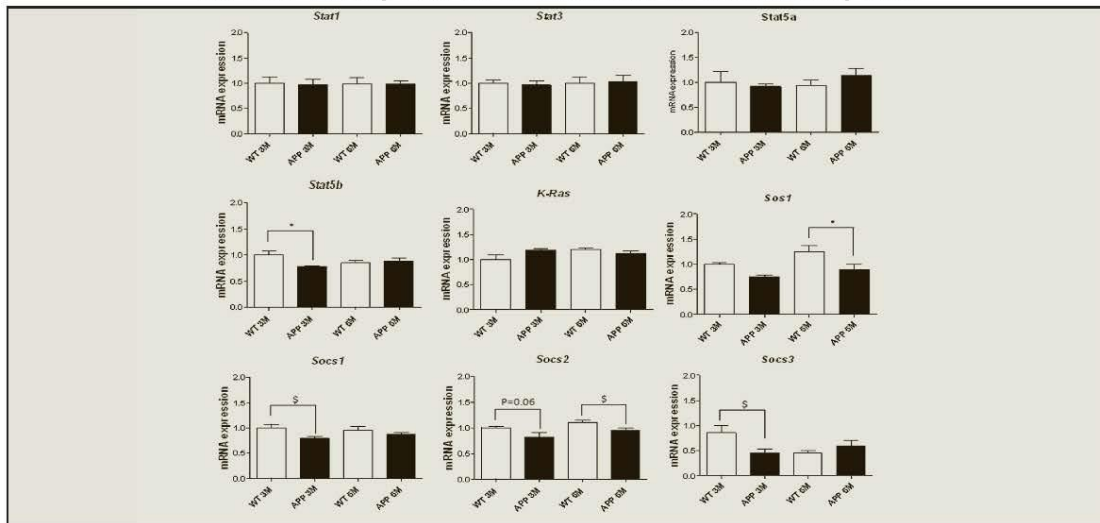 Stat1
mRNA expression
2.0
1.5
1.0
0.5
0.0
WT 3M
APP 3M
WT 6M
APP 6M
Stat3
mRNA expression
2.0
1.5
1.0
0.5
0.0
WT 3M
APP 3M
WT 6M
APP 6M
Stat5a
mRNA expression
2.0
1.5
1.0
0.5
0.0
WT 3M
APP 3M
WT 6M
APP 6M
Stat5b
mRNA expression
2.0
1.5
1.0
0.5
0.0
*
WT 3M
APP 3M
WT 6M
APP 6M
K-Ras
mRNA expression
2.0
1.5
1.0
0.5
0.0
WT 3M
APP 3M
WT 6M
APP 6M
Sos1
mRNA expression
2.0
1.5
1.0
0.5
0.0
*
WT 3M
APP 3M
WT 6M
APP 6M
Socs1
mRNA expression
2.0
1.5
1.0
0.5
0.0
$
WT 3M
APP 3M
WT 6M
APP 6M
Socs2
mRNA expression
2.0
1.5
1.0
0.5
0.0
P=0.06
$
WT 3M
APP 3M
WT 6M
APP 6M
Socs3
mRNA expression
2.0
1.5
1.0
0.5
0.0
$
WT 3M
APP 3M
WT 6M
APP 6M